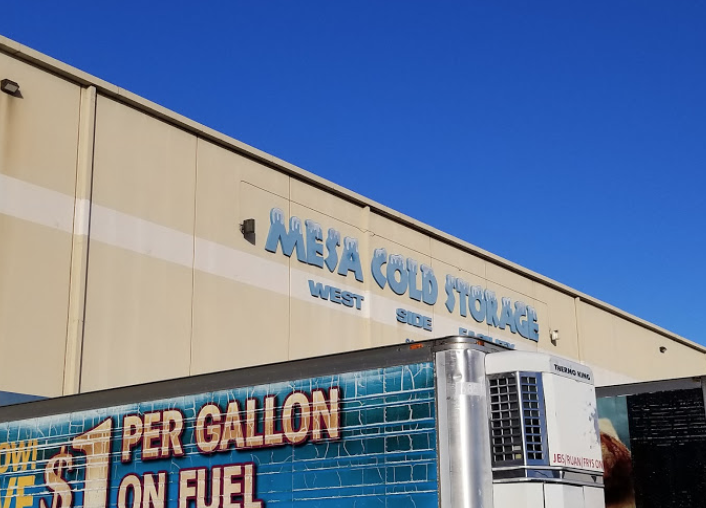 MESA COLD STORAGE
WEST SIDE
THERMO KING
$1 PER GALLON
ON FUEL